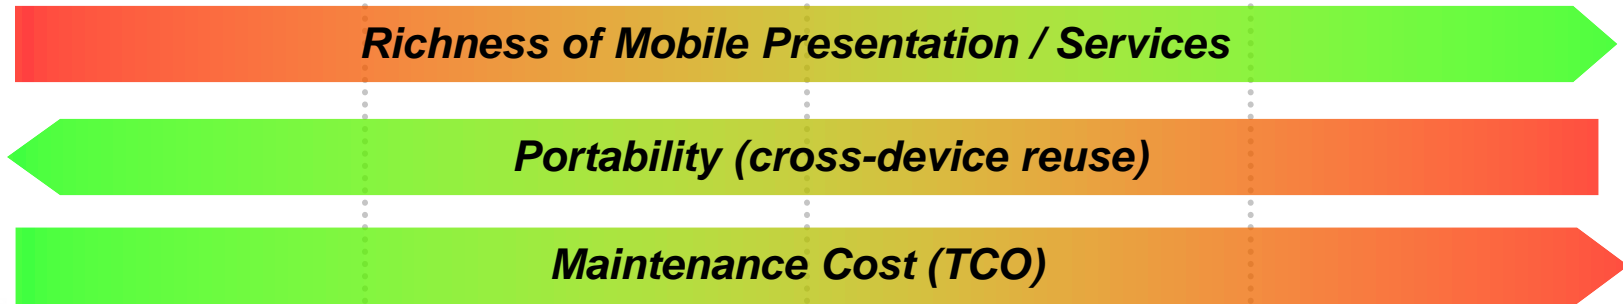 Richness of Mobile Presentation / Services
Portability (cross-device reuse)
Maintenance Cost (TCO)